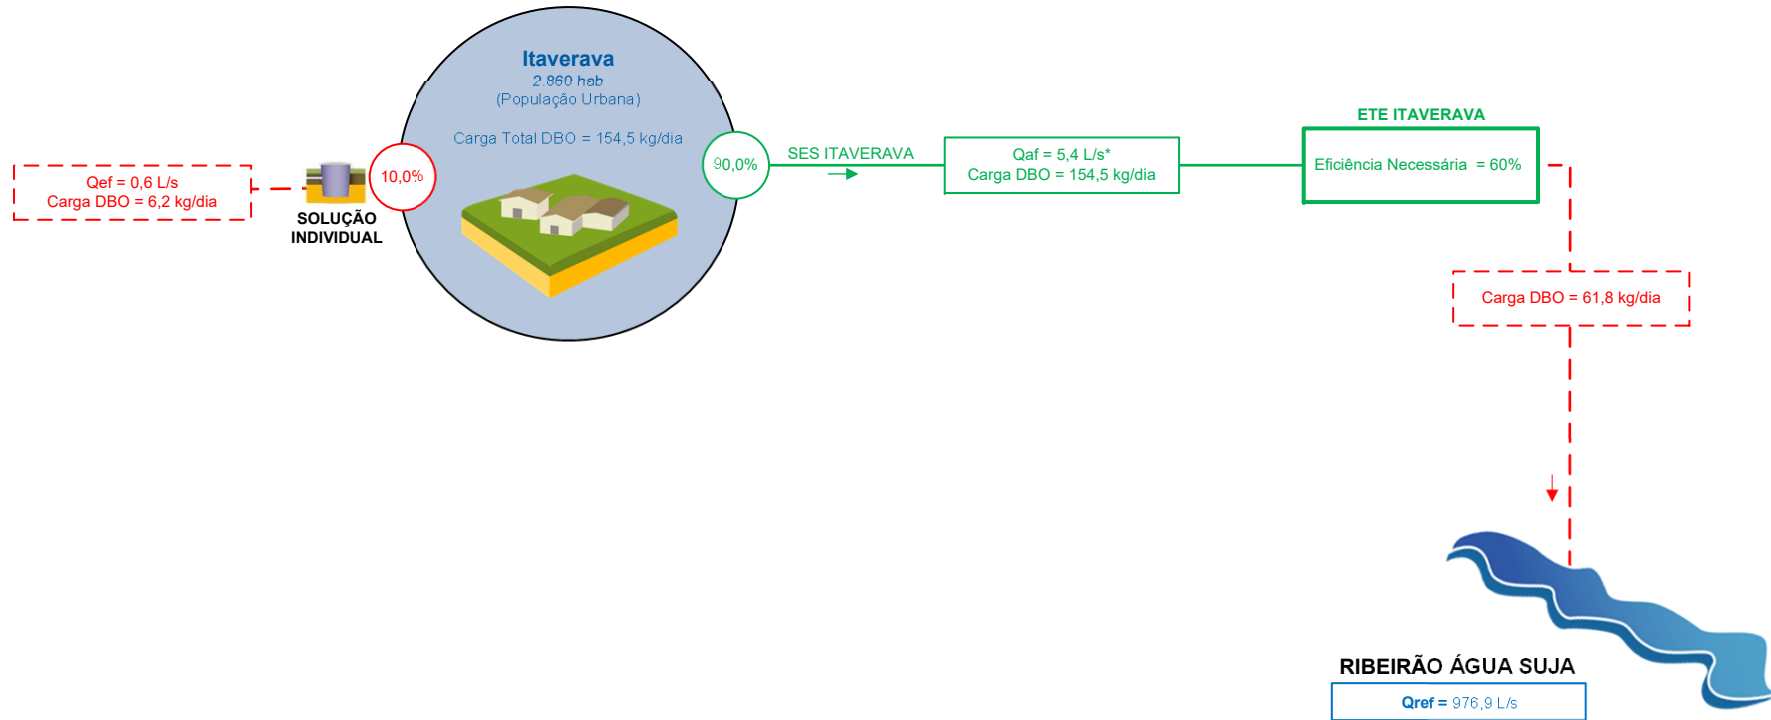 Itaverava
2.860 hab
(População Urbana)
Carga Total DBO = 154,5 kg/dia
Qef = 0,6 L/s
Carga DBO = 6,2 kg/dia
SOLUÇÃO
INDIVIDUAL
10,0%
90,0%
SES ITAVERAVA
Qaf = 5,4 L/s*
Carga DBO = 154,5 kg/dia
ETE ITAVERAVA
Eficiência Necessária = 60%
Carga DBO = 61,8 kg/dia
RIBEIRÃO ÁGUA SUJA
Qref = 976,9 L/s